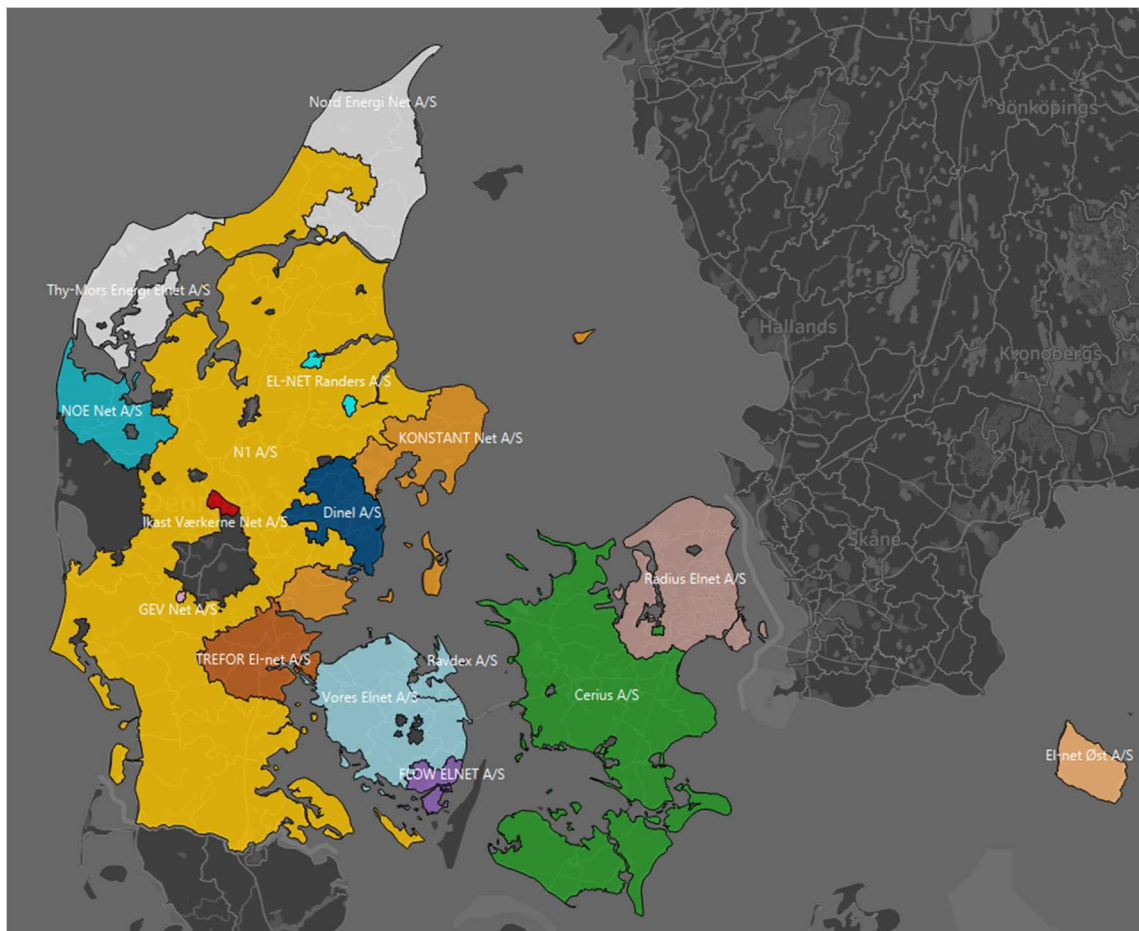 Nord Energi Net A/S
Jönköpings
Thy-Mors Energi Elnet A/S
Hallands
Kronobergs
EL-NET Randers A/S
NOE Net A/S
KONSTANT Net A/S
N1 A/S
Denmark
Dinel A/S
Ikast Værkerne Net A/S
Skåne
Radius Elnet A/S
GEV Net A/S
TREFOR El-net A/S
Ravdex A/S
Vores Elnet A/S
Cerius A/S
El-net Øst A/S
FLOW ELNET A/S